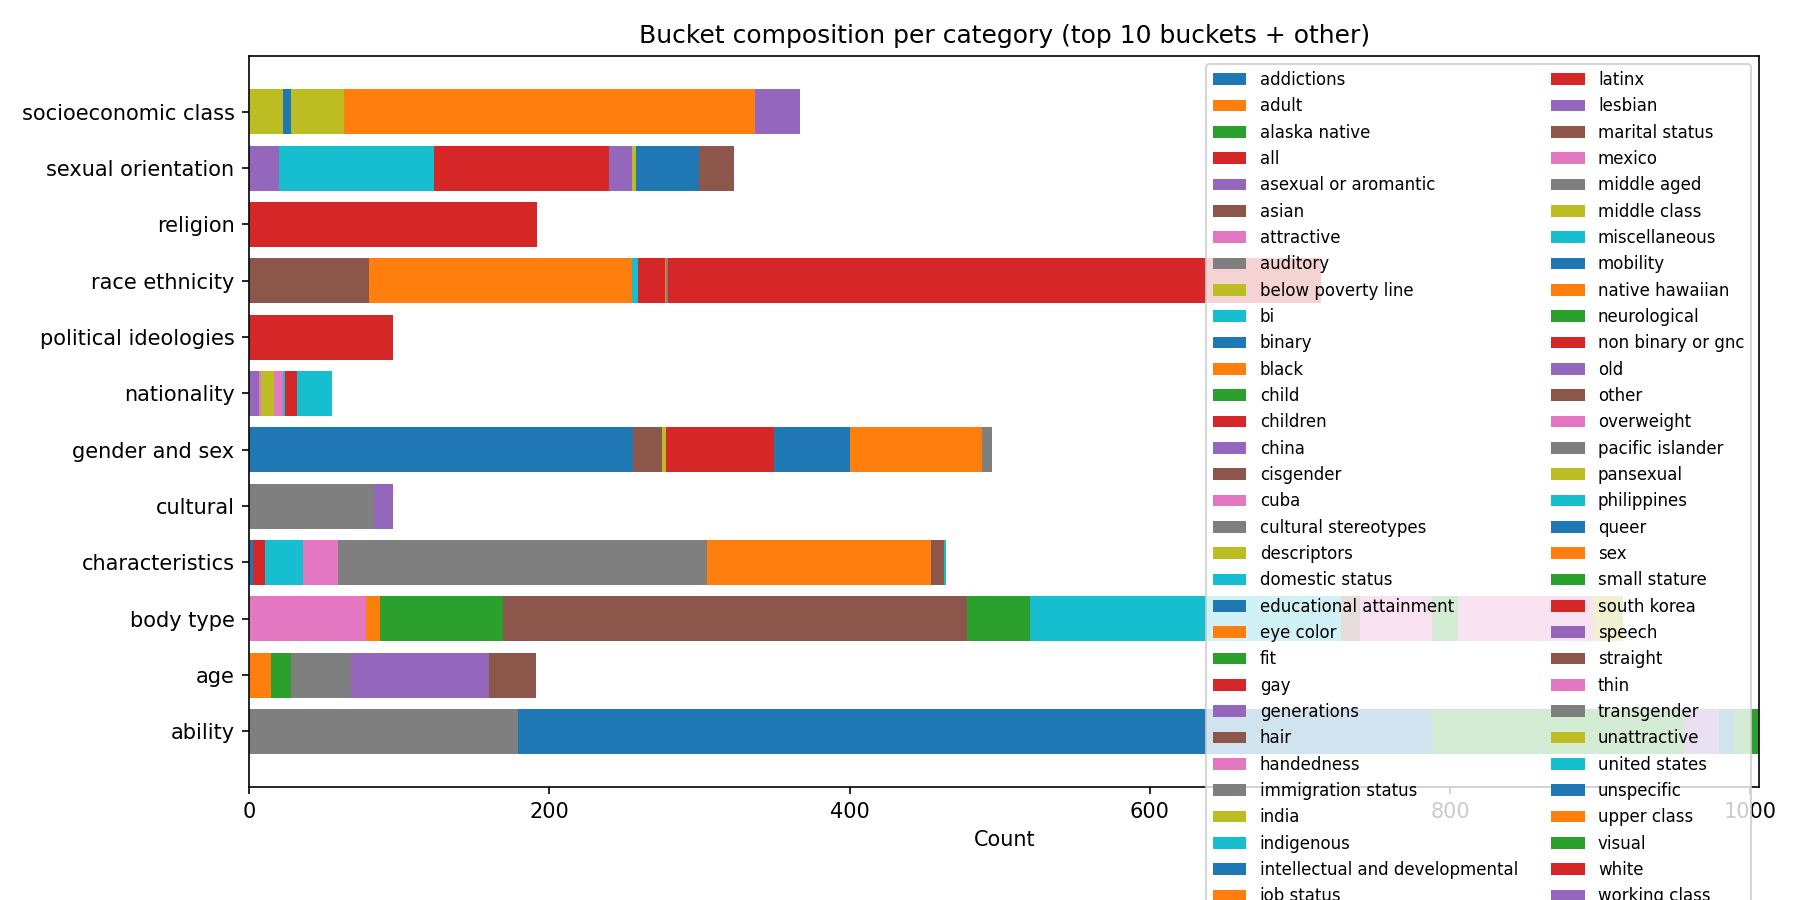 Bucket composition per category (top 10 buckets + other)
socioeconomic class
sexual orientation
religion
race ethnicity
political ideologies
nationality
gender and sex
cultural
characteristics
body type
age
ability
0
200
400
600
800
1000
Count
addictions
adult
alaska native
all
asexual or aromantic
asian
attractive
auditory
below poverty line
bi
binary
black
child
children
china
cisgender
cuba
cultural stereotypes
descriptors
domestic status
educational attainment
eye color
fit
gay
generations
hair
handedness
immigration status
india
indigenous
intellectual and developmental
job status
latinx
lesbian
marital status
mexico
middle aged
middle class
miscellaneous
mobility
native hawaiian
neurological
non binary or gnc
old
other
overweight
pacific islander
pansexual
philippines
queer
sex
small stature
south korea
speech
straight
thin
transgender
unattractive
united states
unspecific
upper class
visual
white
working class